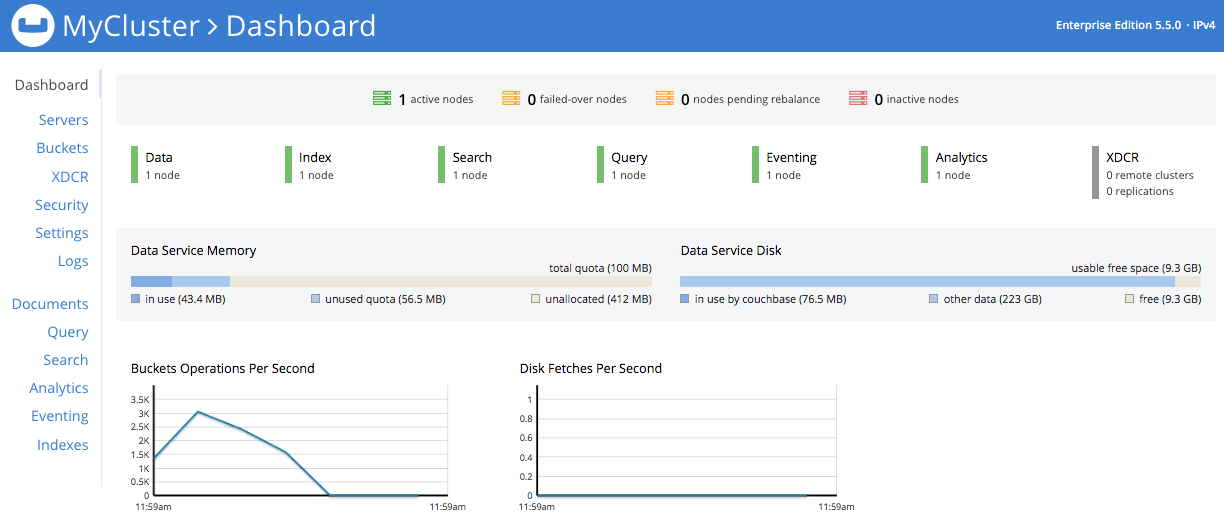 MyCluster > Dashboard
Enterprise Edition 5.5.0 · IPv4
Dashboard
Servers
Buckets
XDCR
Security
Settings
Logs
Documents
Query
Search
Analytics
Eventing
Indexes
1 active nodes
0 failed-over nodes
0 nodes pending rebalance
0 inactive nodes
Data
1 node
Index
1 node
Search
1 node
Query
1 node
Eventing
1 node
Analytics
1 node
XDCR
0 remote clusters
0 replications
Data Service Memory
total quota (100 MB)
in use (43.4 MB)
unused quota (56.5 MB)
unallocated (412 MB)
Data Service Disk
usable free space (9.3 GB)
in use by couchbase (76.5 MB)
other data (223 GB)
free (9.3 GB)
Buckets Operations Per Second
3.5K
3K
2.5K
2K
1.5K
1K
0.5K
0
11:59am
11:59am
Disk Fetches Per Second
1
0.8
0.6
0.4
0.2
0
11:59am
11:59am